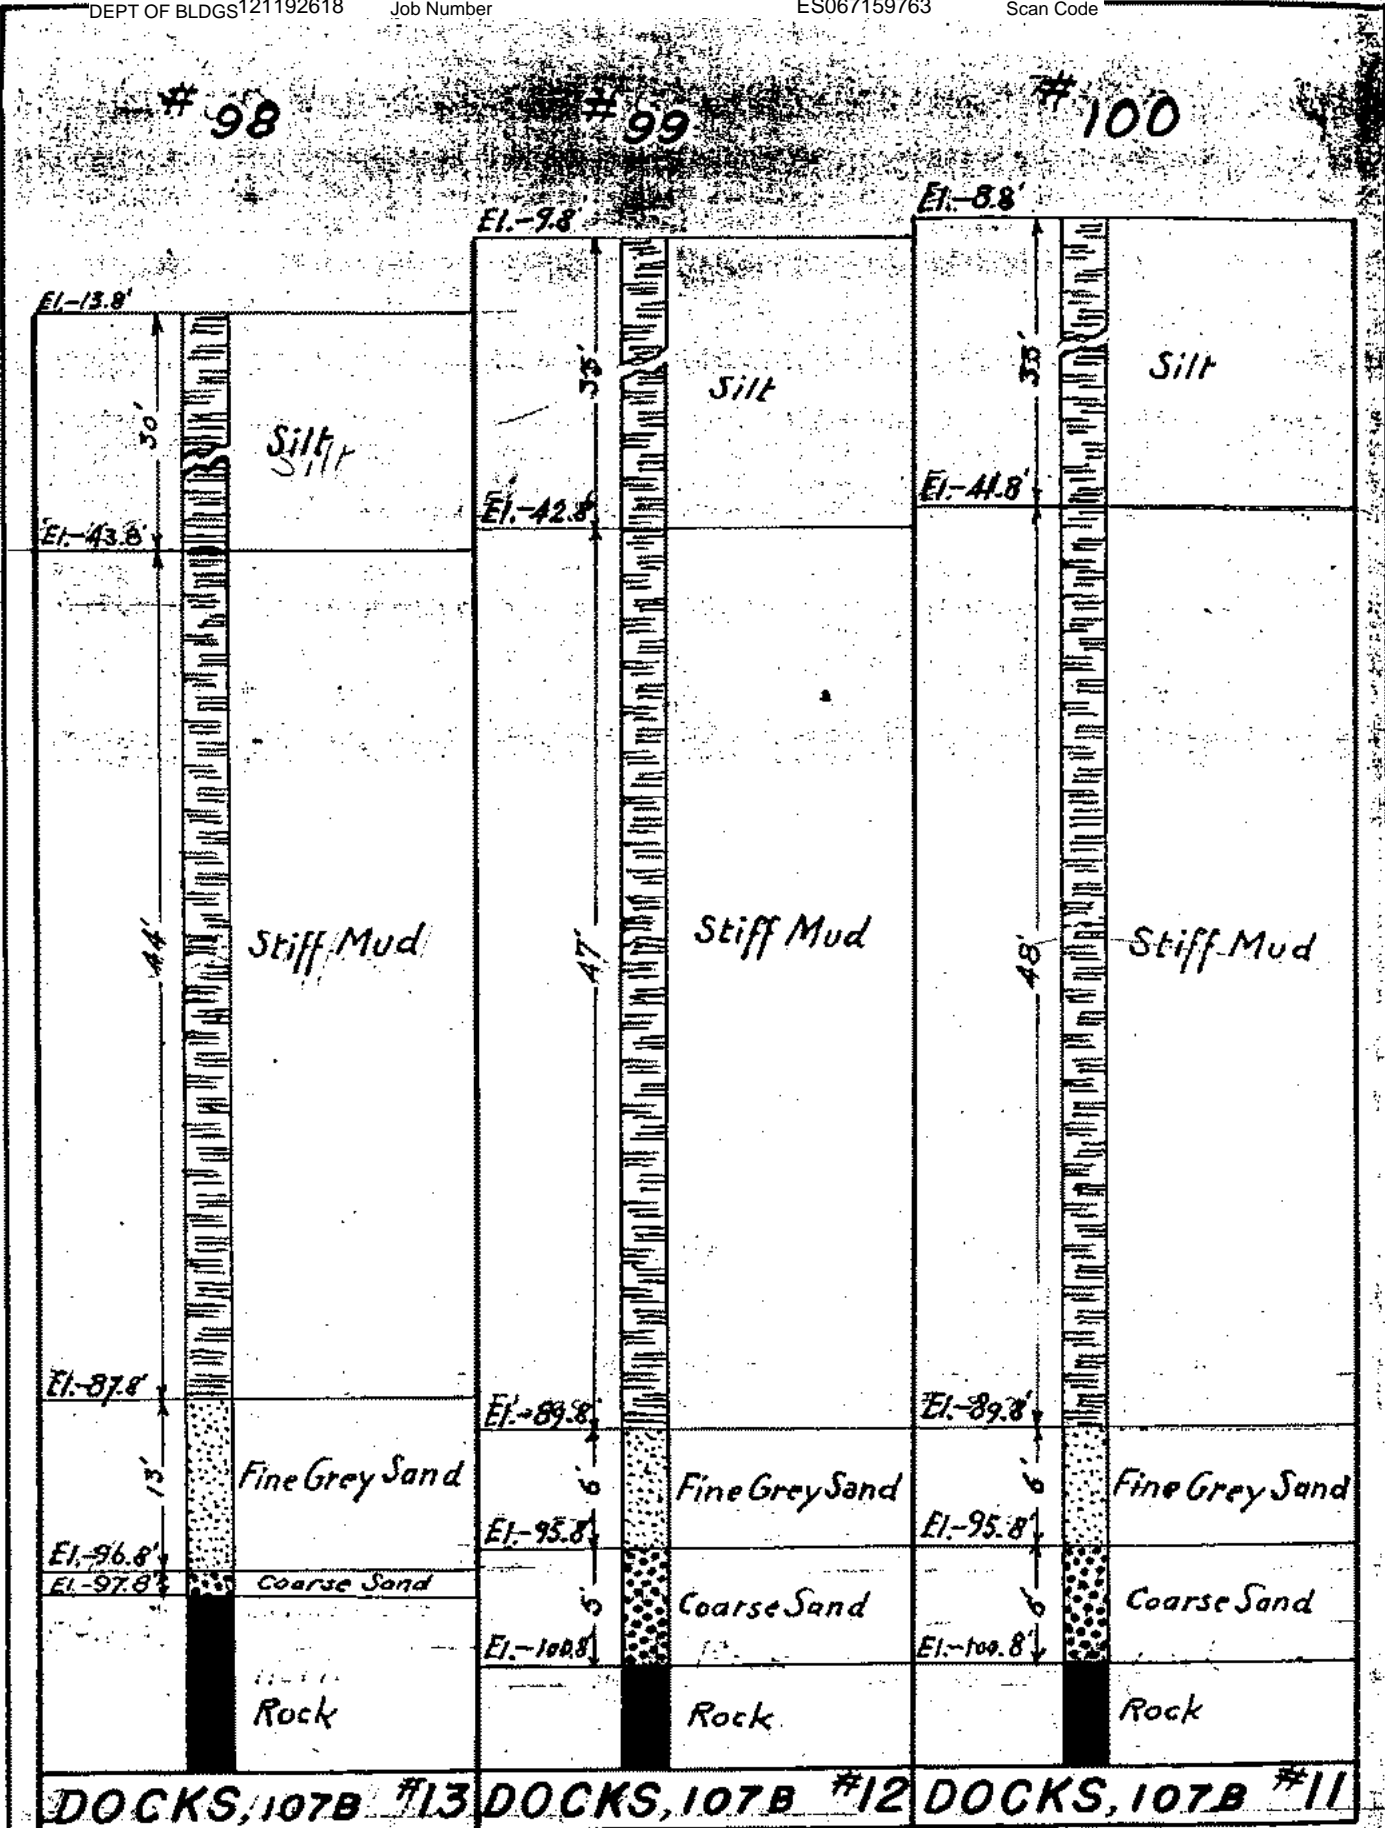 DEPT OF BLDGS121192618 Job Number ES067159763 Scan Code
#98
El.-13.8'
30'
Silt
Silt
El.-43.8'
44'
Stiff Mud
El.-87.8'
13'
Fine Grey Sand
El.-96.8'
El.-97.8'
Coarse Sand
Rock
DOCKS, 107B #13
#99
El.-9.8'
33'
Silt
El.-42.8'
47'
Stiff Mud
El.-89.8'
6'
Fine Grey Sand
El.-95.8'
5'
Coarse Sand
El.-100.8'
Rock
DOCKS, 107B #12
#100
El.-8.8'
33'
Silt
El.-41.8'
48'
Stiff Mud
El.-89.8'
6'
Fine Grey Sand
El.-95.8'
Coarse Sand
El.-100.8'
Rock
DOCKS, 107B #11